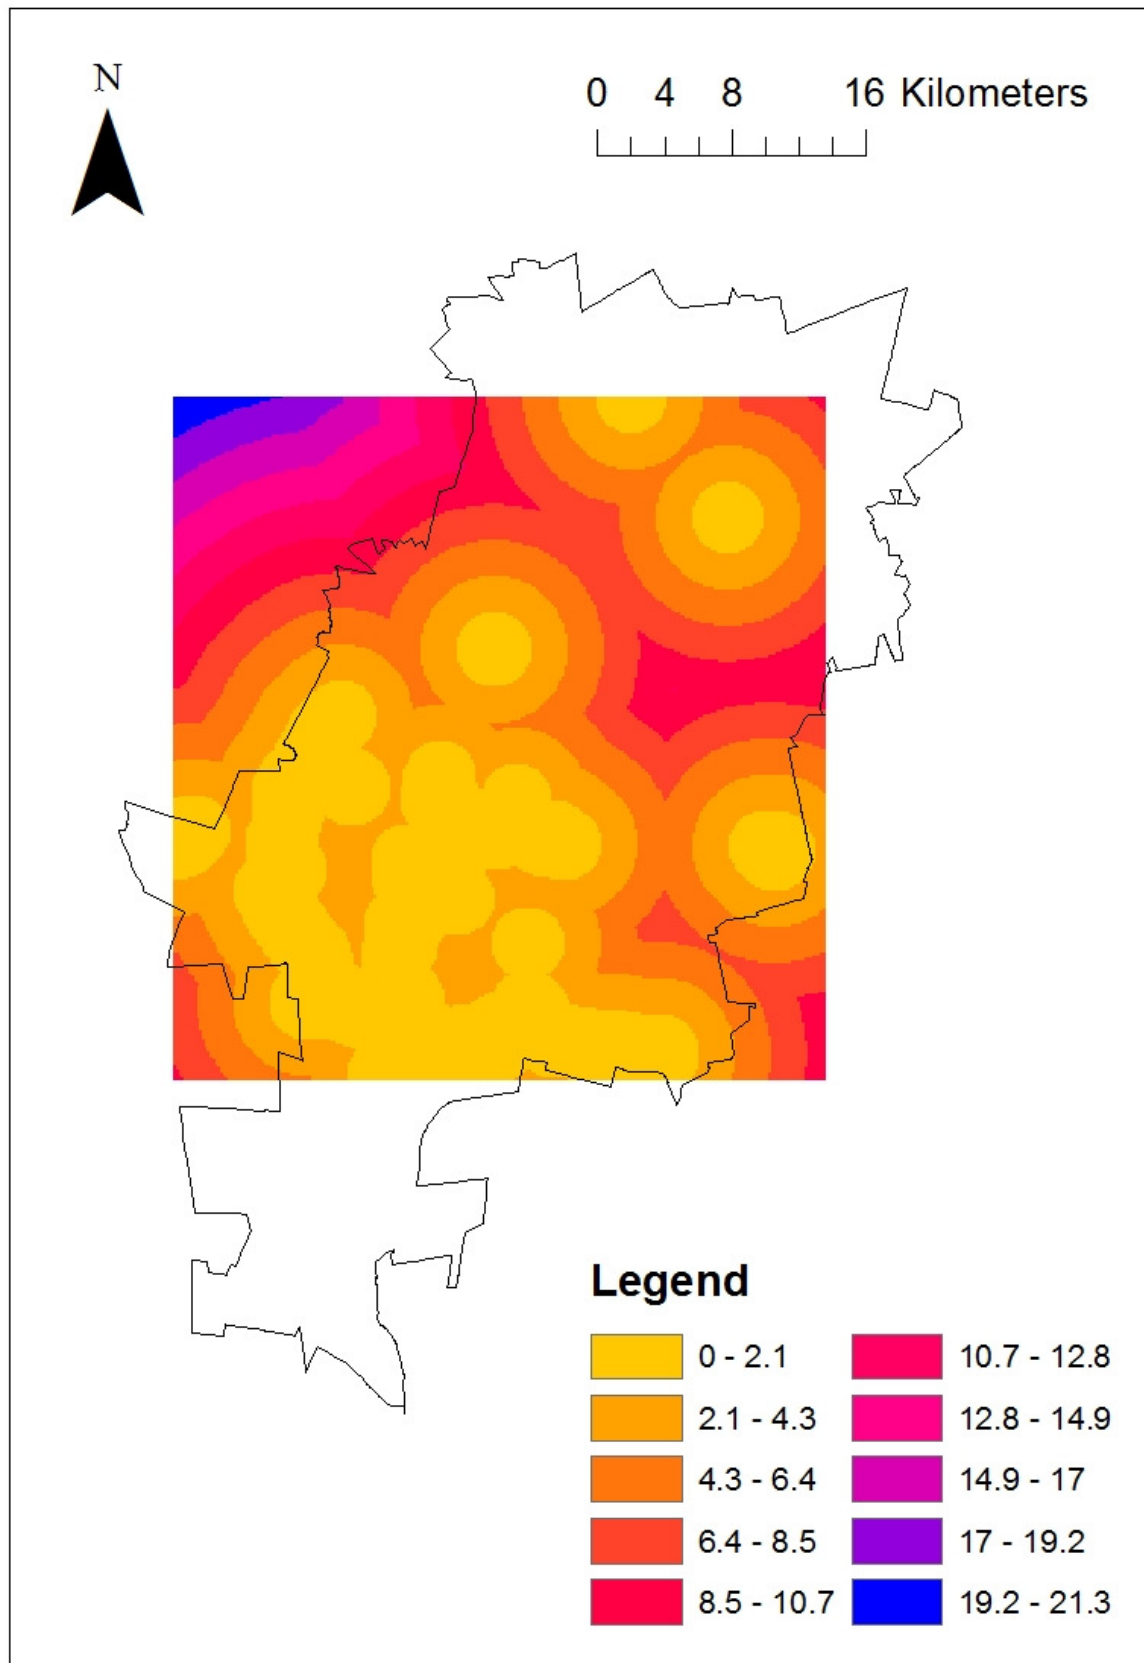 N
0 4 8 16 Kilometers
Legend
0 - 2.1
2.1 - 4.3
4.3 - 6.4
6.4 - 8.5
8.5 - 10.7
10.7 - 12.8
12.8 - 14.9
14.9 - 17
17 - 19.2
19.2 - 21.3